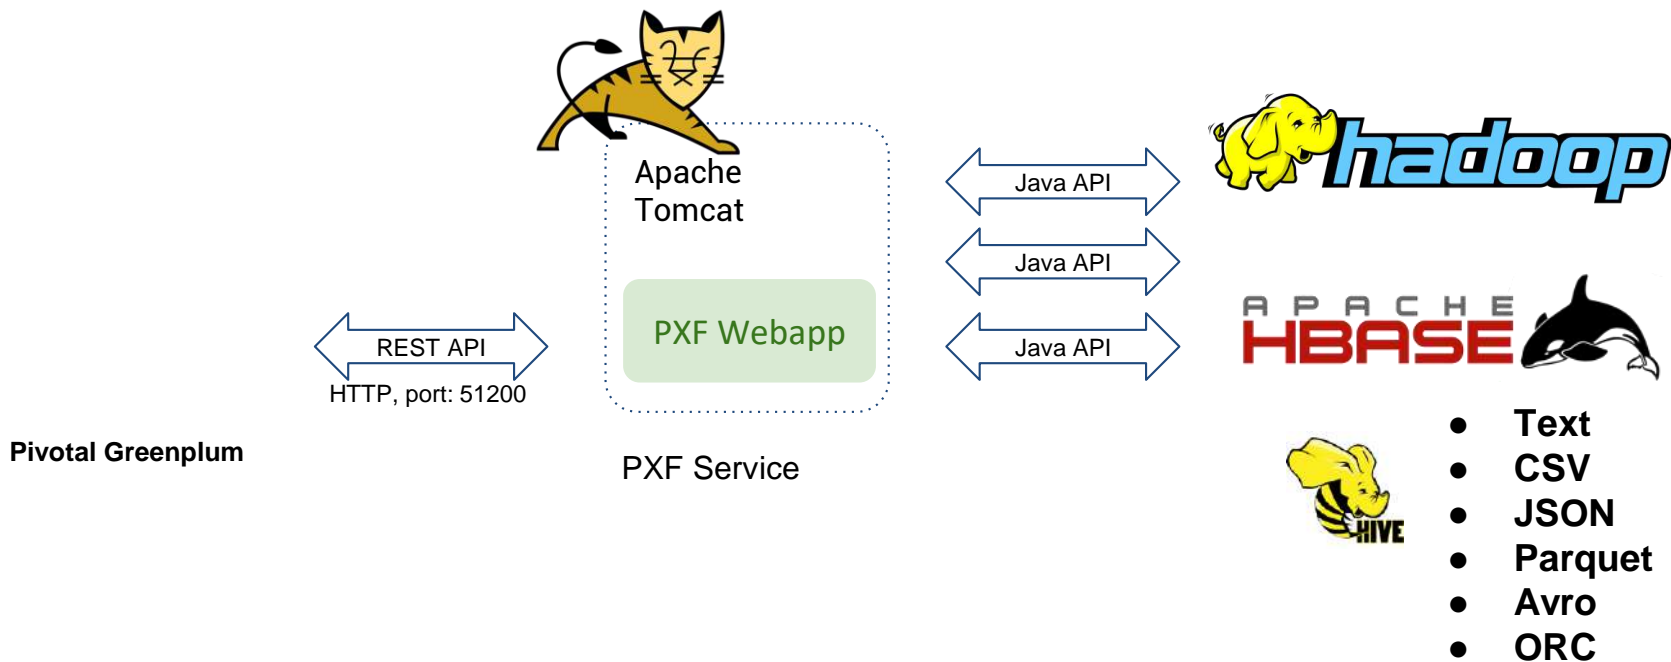 Apache
Tomcat
PXF Webapp
PXF Service
REST API
HTTP, port: 51200
Pivotal Greenplum
Java API
Java API
Java API
hadoop
APACHE
HBASE
HIVE
● Text
● CSV
● JSON
● Parquet
● Avro
● ORC